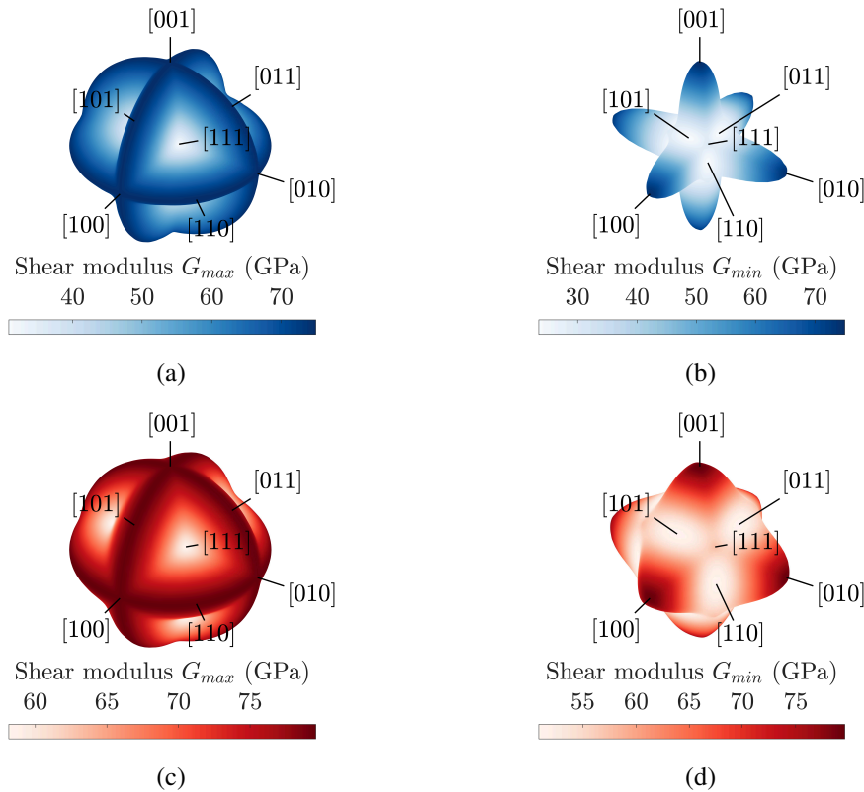 [001]
[011]
[101]
[111]
[010]
[100]
[110]
Shear modulus G_max (GPa)
40 50 60 70
(a)
[001]
[011]
[101]
[111]
[010]
[100]
[110]
Shear modulus G_min (GPa)
30 40 50 60 70
(b)
[001]
[011]
[101]
[111]
[010]
[100]
[110]
Shear modulus G_max (GPa)
60 65 70 75
(c)
[001]
[011]
[101]
[111]
[010]
[100]
[110]
Shear modulus G_min (GPa)
55 60 65 70 75
(d)